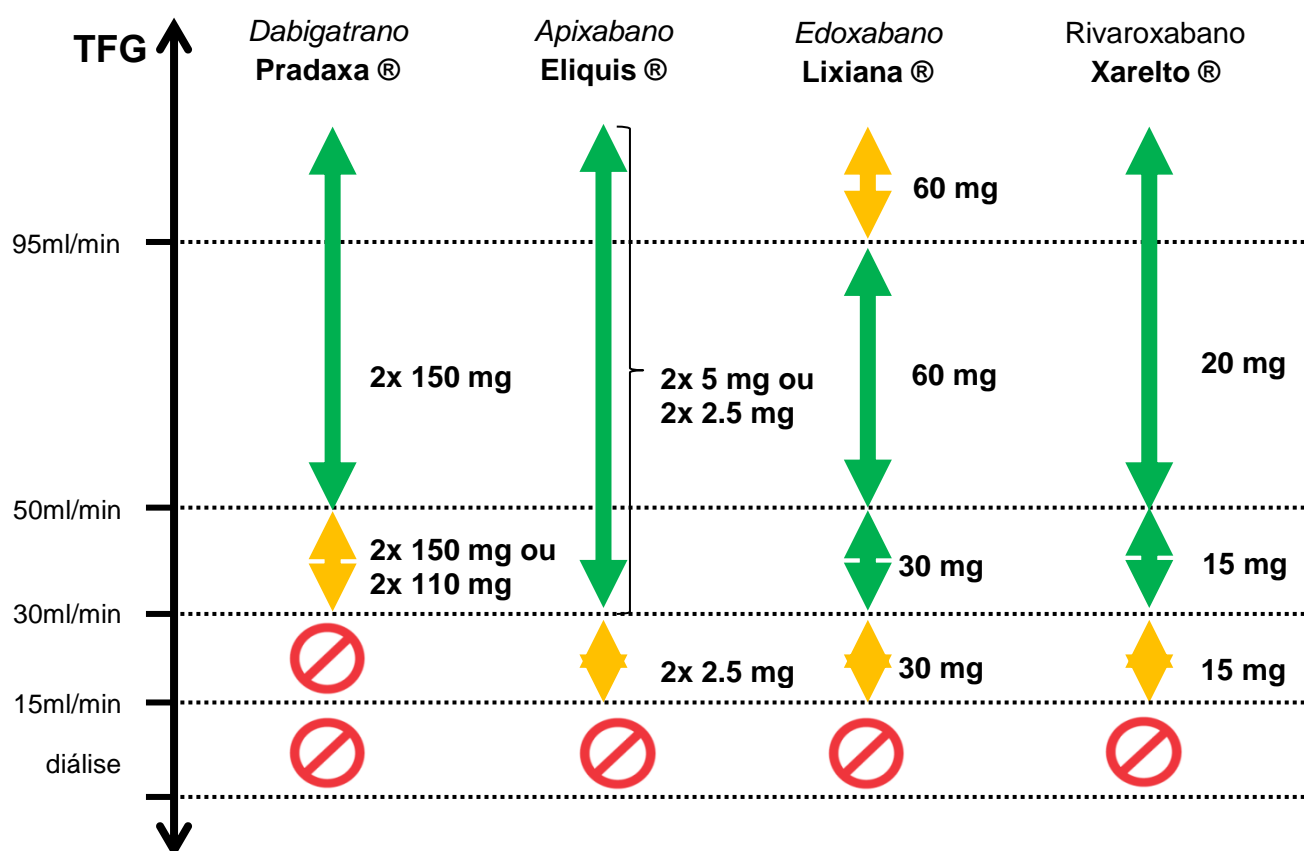 TFG
Dabigatrano
Pradaxa ®
Apixabano
Eliquis ®
Edoxabano
Lixiana ®
Rivaroxabano
Xarelto ®
60 mg
95ml/min
2x 150 mg
2x 5 mg ou
2x 2.5 mg
60 mg
20 mg
50ml/min
2x 150 mg ou
2x 110 mg
30 mg
15 mg
30ml/min
2x 2.5 mg
30 mg
15 mg
15ml/min
diálise